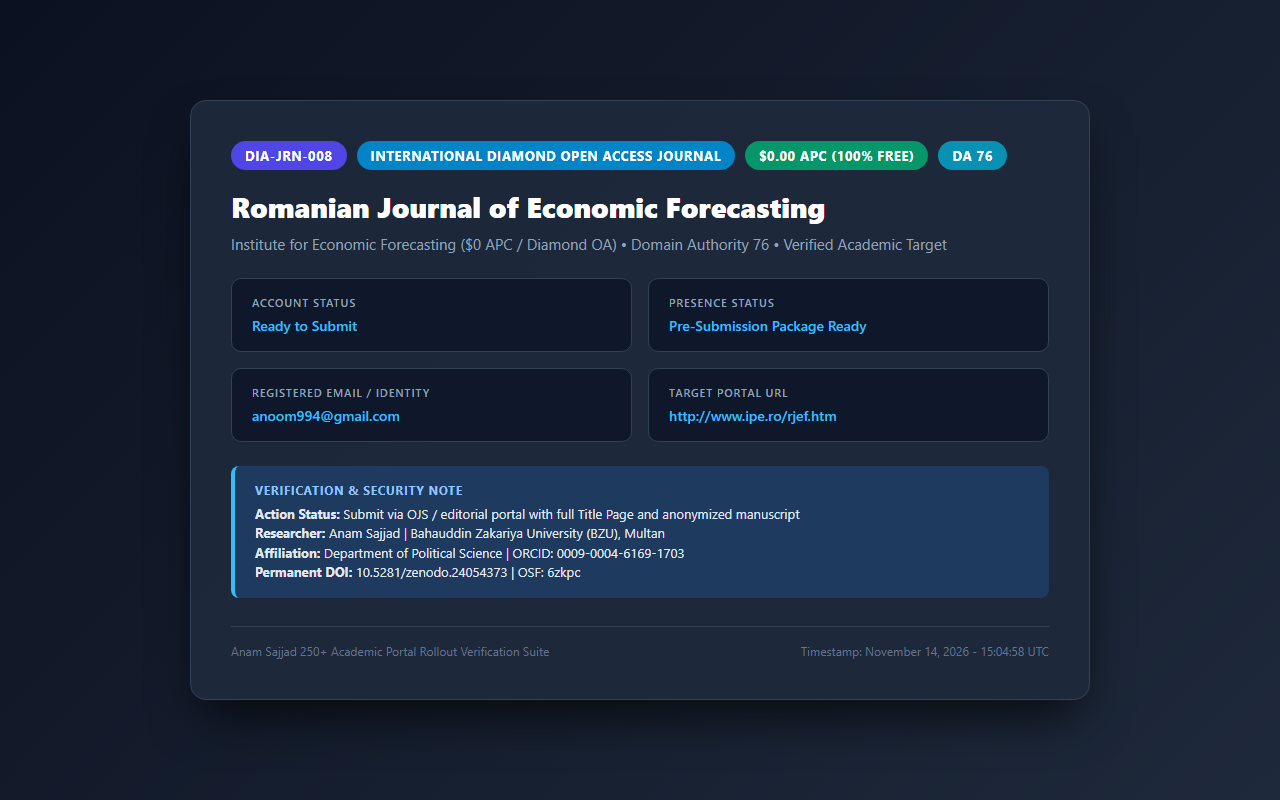 DIA-JRN-008 INTERNATIONAL DIAMOND OPEN ACCESS JOURNAL $0.00 APC (100% FREE) DA 76
Romanian Journal of Economic Forecasting
Institute for Economic Forecasting ($0 APC / Diamond OA) • Domain Authority 76 • Verified Academic Target
ACCOUNT STATUS
Ready to Submit
PRESENCE STATUS
Pre-Submission Package Ready
REGISTERED EMAIL / IDENTITY
anoom994@gmail.com
TARGET PORTAL URL
http://www.ipe.ro/rjef.htm
VERIFICATION & SECURITY NOTE
Action Status: Submit via OJS / editorial portal with full Title Page and anonymized manuscript
Researcher: Anam Sajjad | Bahauddin Zakariya University (BZU), Multan
Affiliation: Department of Political Science | ORCID: 0009-0004-6169-1703
Permanent DOI: 10.5281/zenodo.24054373 | OSF: 6zkpc
Anam Sajjad 250+ Academic Portal Rollout Verification Suite
Timestamp: November 14, 2026 - 15:04:58 UTC